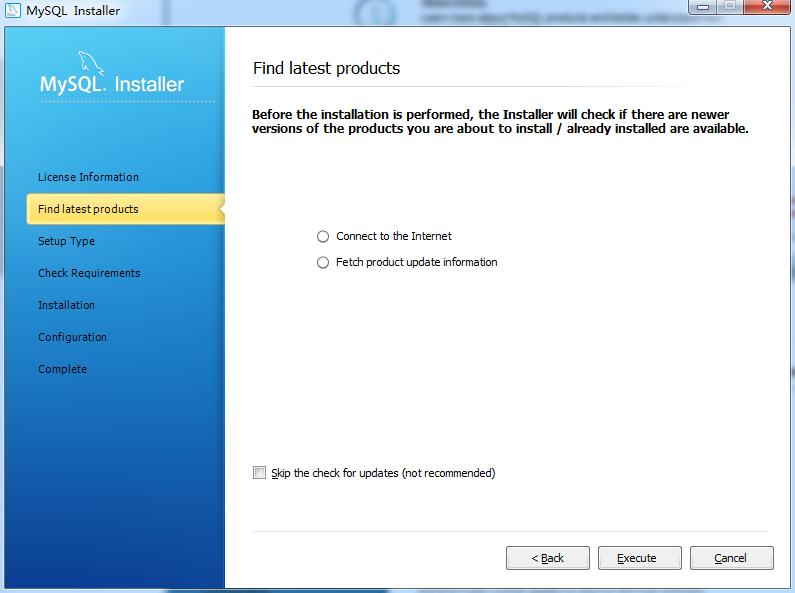 MySQL Installer
MySQL. Installer
License Information
Find latest products
Setup Type
Check Requirements
Installation
Configuration
Complete
Find latest products
Before the installation is performed, the Installer will check if there are newer
versions of the products you are about to install / already installed are available.
Connect to the Internet
Fetch product update information
Skip the check for updates (not recommended)
< Back
Execute
Cancel